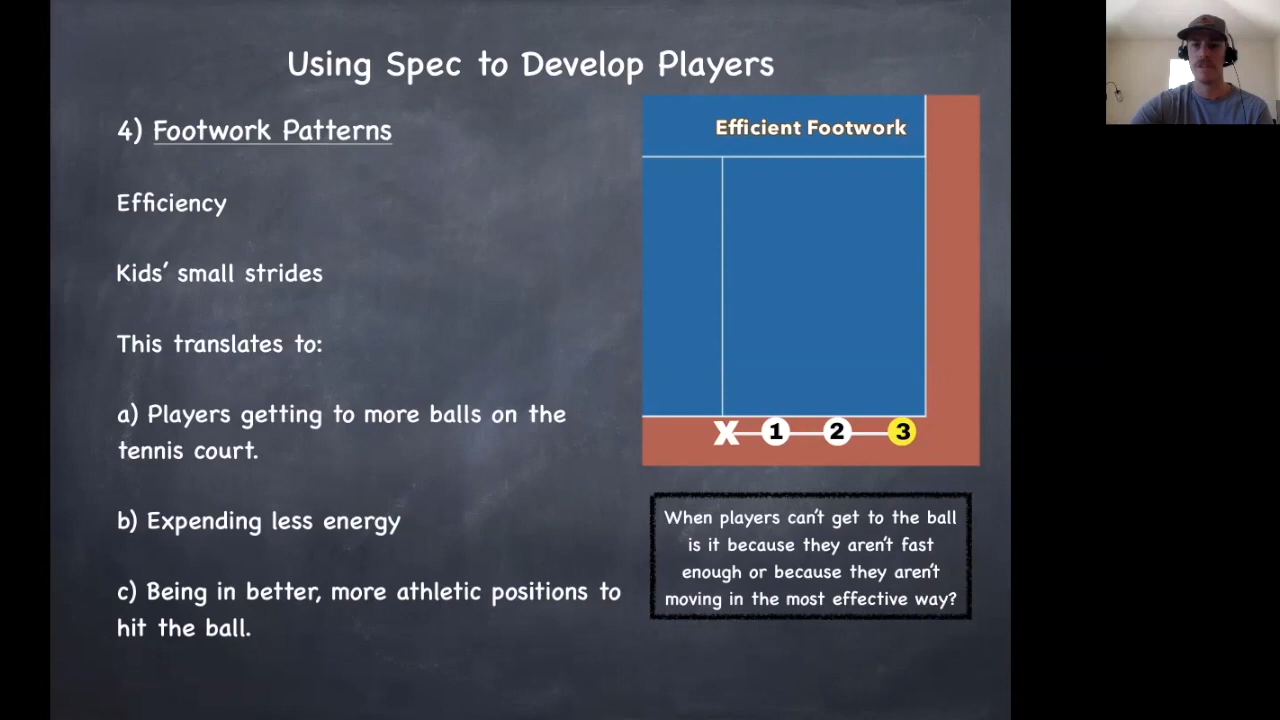 Using Spec to Develop Players
4) Footwork Patterns
Efficiency
Kids' small strides
This translates to:
a) Players getting to more balls on the
tennis court.
b) Expending less energy
c) Being in better, more athletic positions to
hit the ball.
Efficient Footwork
X 1 2 3
When players can't get to the ball
is it because they aren't fast
enough or because they aren't
moving in the most effective way?